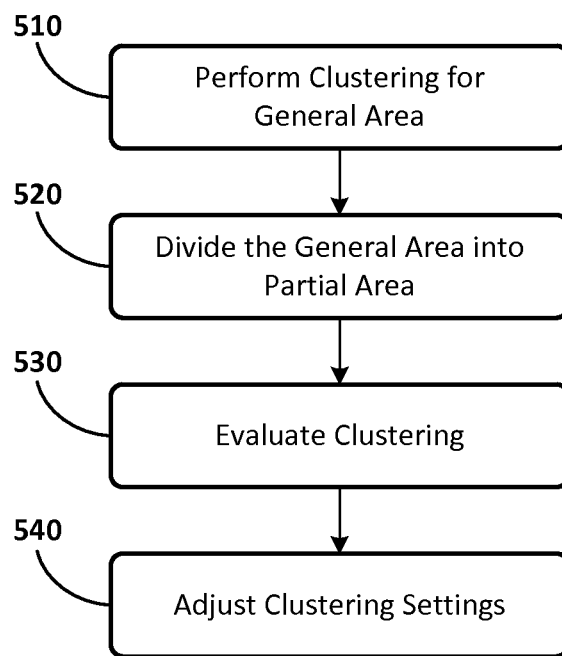 510
Perform Clustering for
General Area
520
Divide the General Area into
Partial Area
530
Evaluate Clustering
540
Adjust Clustering Settings